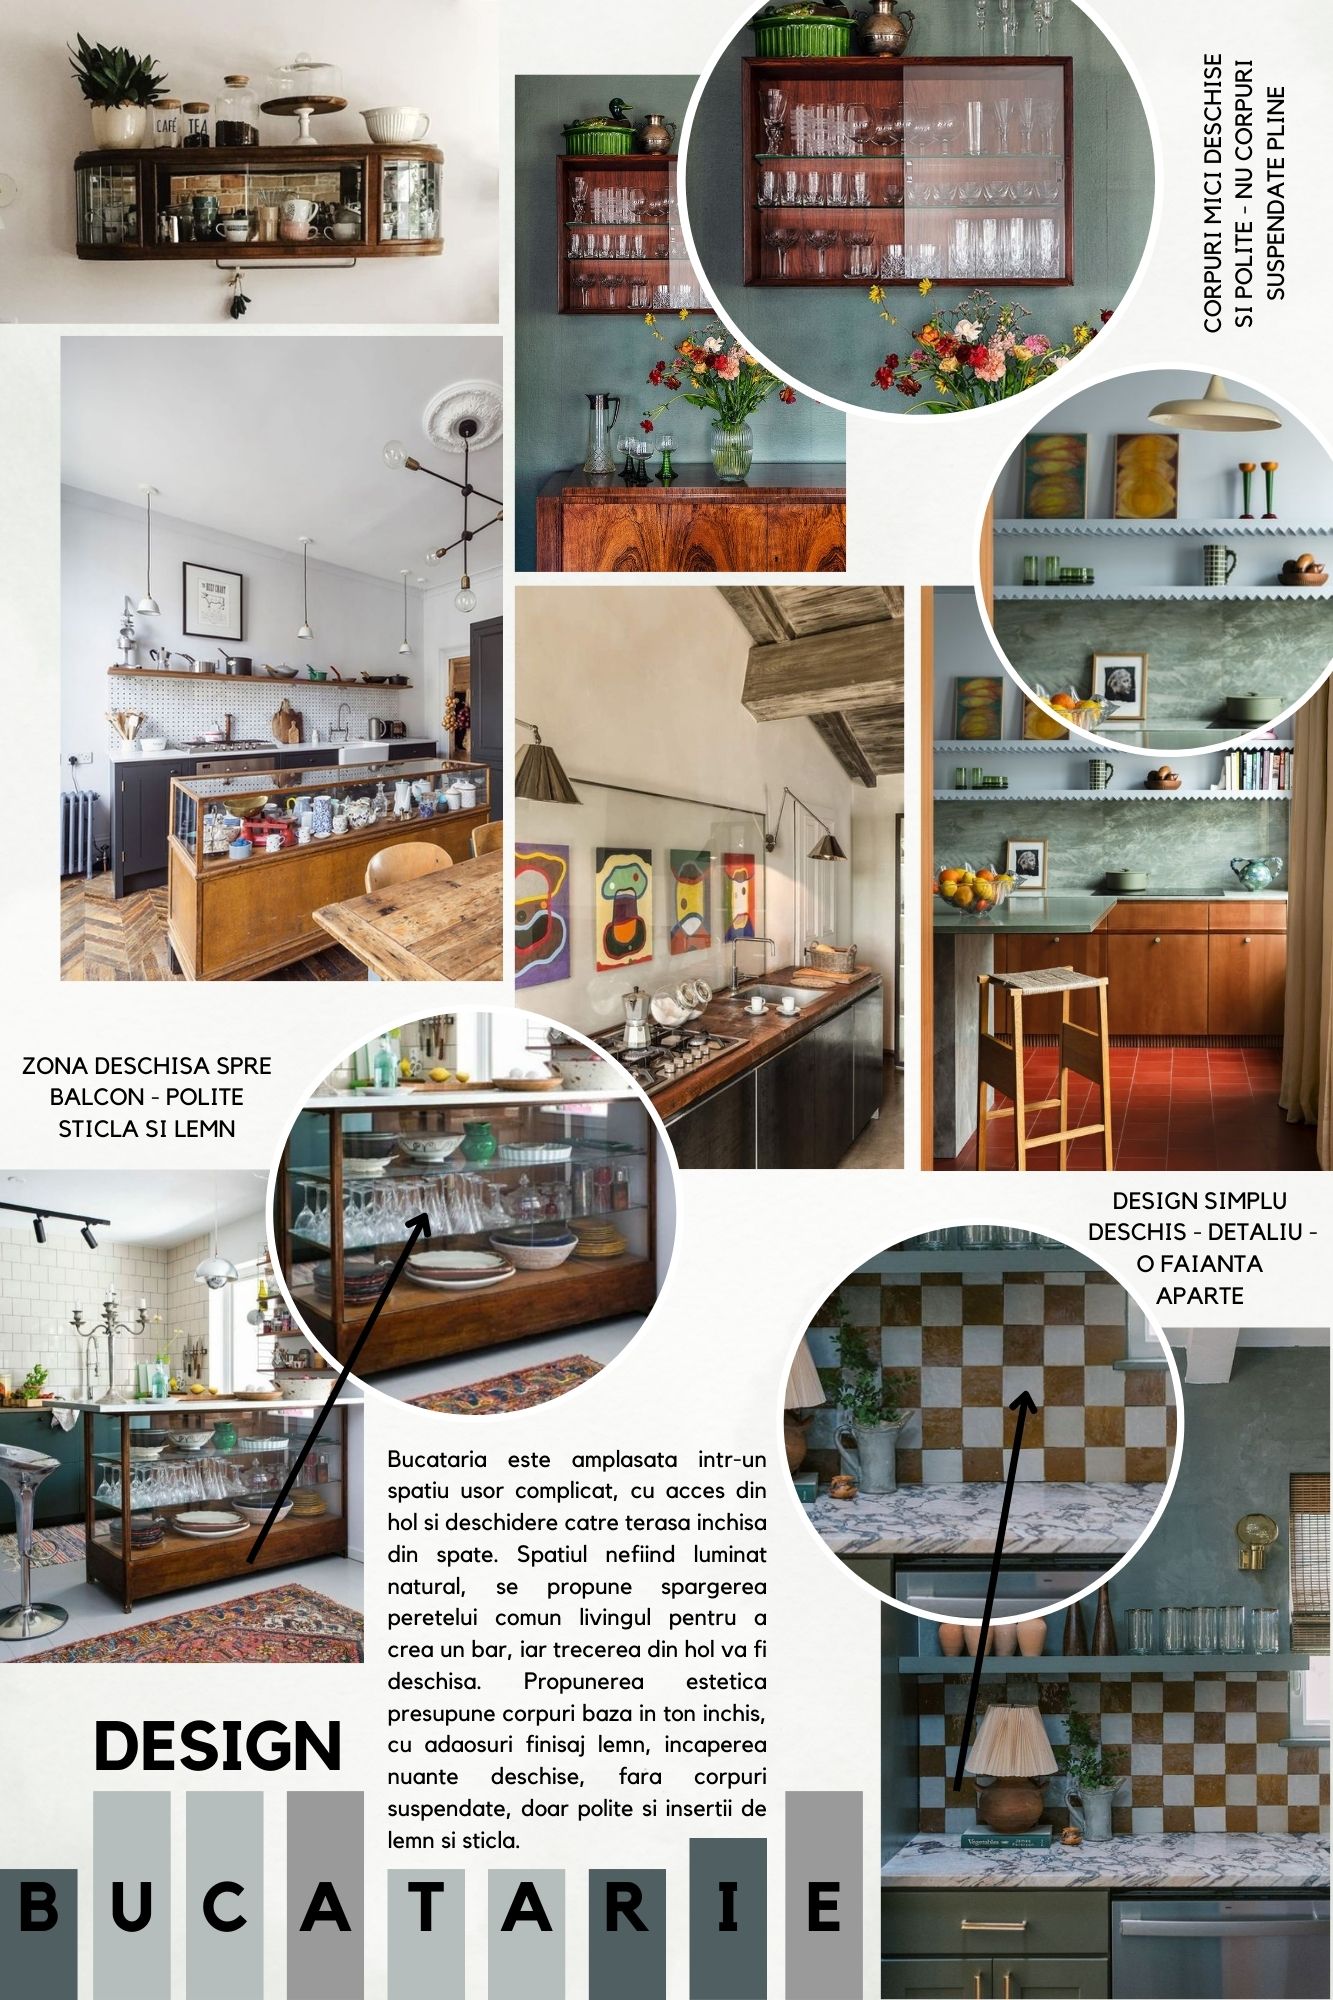 CAFÉ
TEA
CORPURI MICI DESCHISE
SI POLITE - NU CORPURI
SUSPENDATE PLINE
ZONA DESCHISA SPRE
BALCON - POLITE
STICLA SI LEMN
DESIGN SIMPLU
DESCHIS - DETALIU -
O FAIANTA
APARTE
Bucataria este amplasata intr-un
spatiu usor complicat, cu acces din
hol si deschidere catre terasa inchisa
din spate. Spatiul nefiind luminat
natural, se propune spargerea
peretelui comun livingul pentru a
crea un bar, iar trecerea din hol va fi
deschisa. Propunerea estetica
presupune corpuri baza in ton inchis,
cu adaosuri finisaj lemn, incaperea
nuante deschise, fara corpuri
suspendate, doar polite si insertii de
lemn si sticla.
DESIGN
BUCATARIE
Vegetables